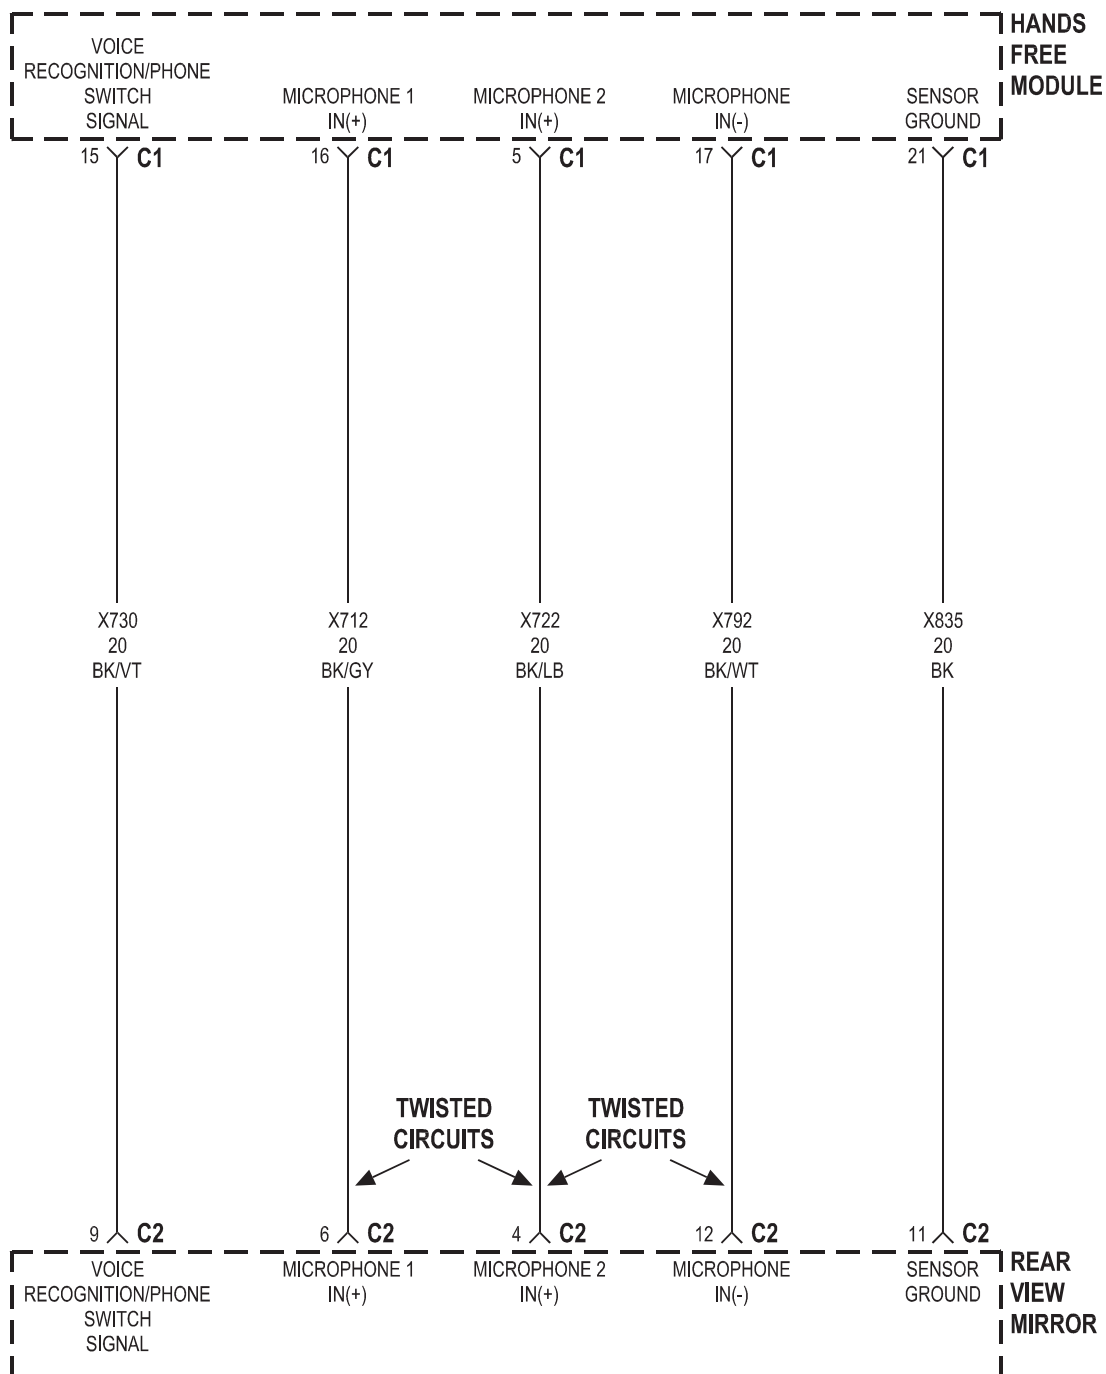 HANDS
FREE
MODULE
VOICE
RECOGNITION/PHONE
SWITCH
SIGNAL
MICROPHONE 1
IN(+)
MICROPHONE 2
IN(+)
MICROPHONE
IN(-)
SENSOR
GROUND
15 C1
16 C1
5 C1
17 C1
21 C1
X730
20
BK/VT
X712
20
BK/GY
X722
20
BK/LB
X792
20
BK/WT
X835
20
BK
TWISTED
CIRCUITS
TWISTED
CIRCUITS
9 C2
6 C2
4 C2
12 C2
11 C2
VOICE
RECOGNITION/PHONE
SWITCH
SIGNAL
MICROPHONE 1
IN(+)
MICROPHONE 2
IN(+)
MICROPHONE
IN(-)
SENSOR
GROUND
REAR
VIEW
MIRROR